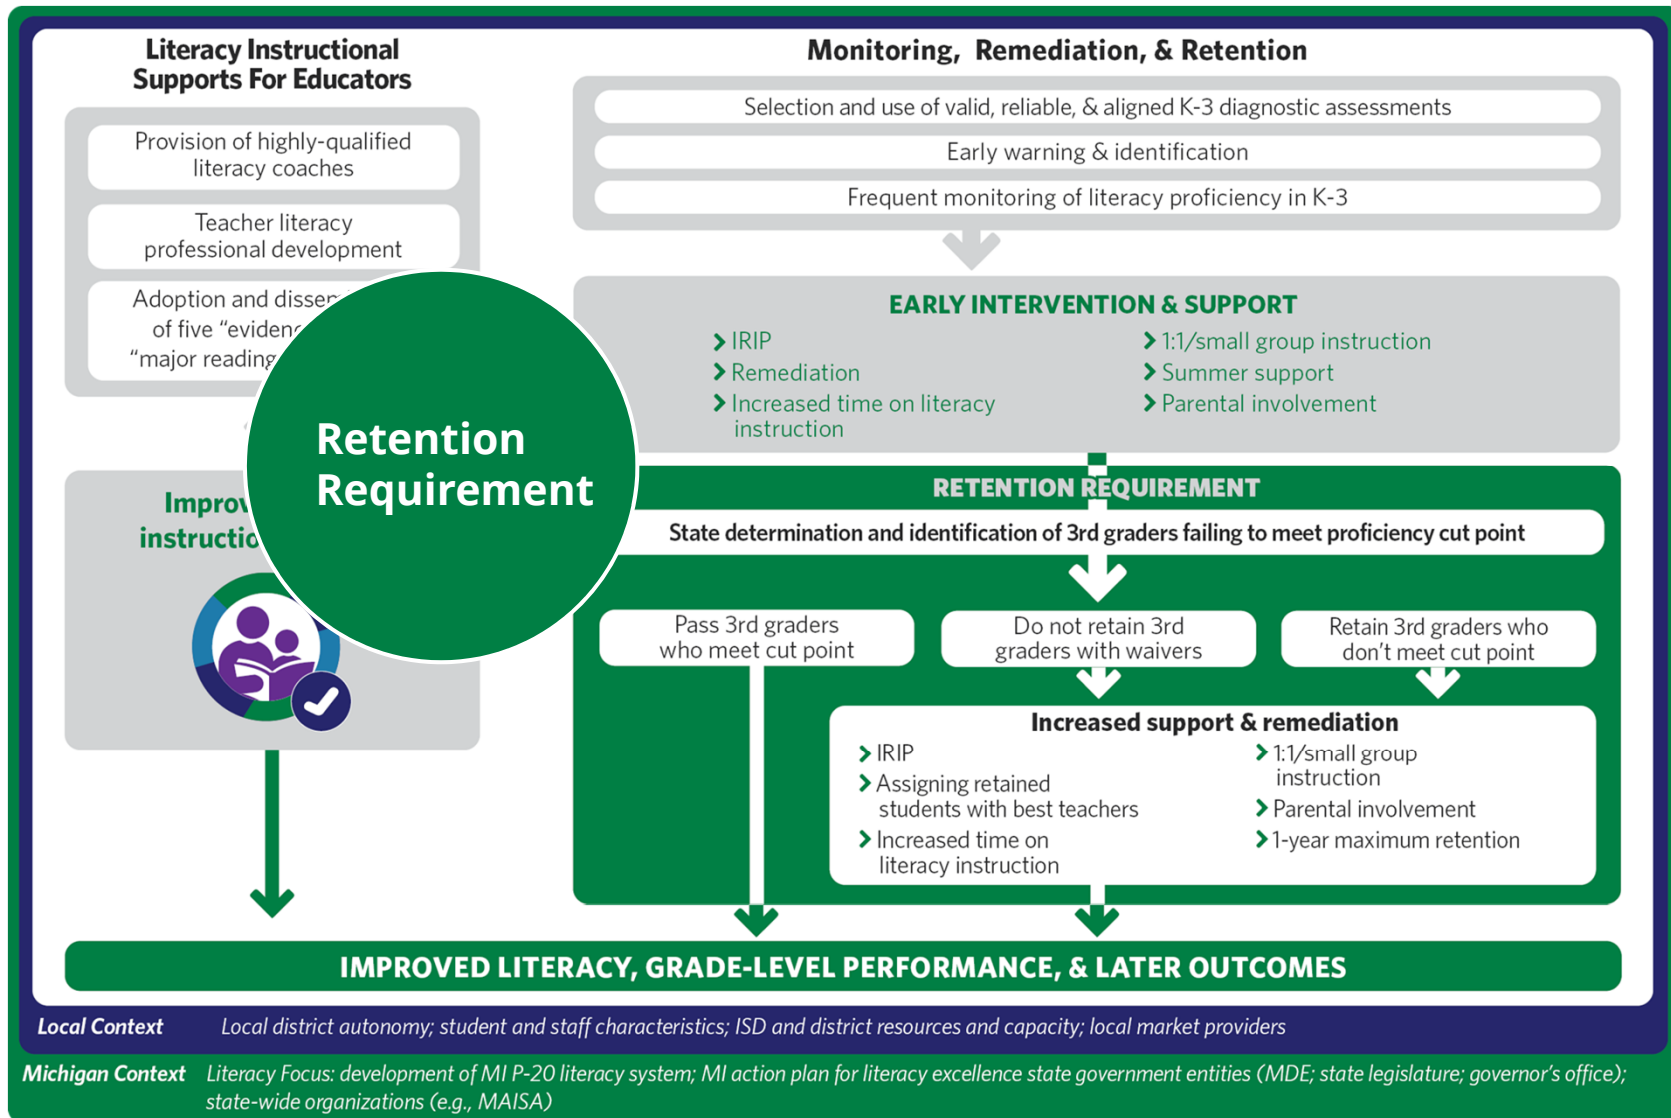 Literacy Instructional
Supports For Educators
Provision of highly-qualified
literacy coaches
Teacher literacy
professional development
Adoption and
of five
“major reading
Retention
Requirement
Monitoring, Remediation, & Retention
Selection and use of valid, reliable, & aligned K-3 diagnostic assessments
Early warning & identification
Frequent monitoring of literacy proficiency in K-3
EARLY INTERVENTION & SUPPORT
IRIP
Remediation
Increased time on literacy
instruction
1:1/small group instruction
Summer support
Parental involvement
RETENTION REQUIREMENT
State determination and identification of 3rd graders failing to meet proficiency cut point
Pass 3rd graders
who meet cut point
Do not retain 3rd
graders with waivers
Retain 3rd graders who
don’t meet cut point
Increased support & remediation
IRIP
Assigning retained
students with best teachers
Increased time on
literacy instruction
1:1/small group
instruction
Parental involvement
1-year maximum retention
IMPROVED LITERACY, GRADE-LEVEL PERFORMANCE, & LATER OUTCOMES
Local Context Local district autonomy; student and staff characteristics; ISD and district resources and capacity; local market providers
Michigan Context Literacy Focus: development of MI P-20 literacy system; MI action plan for literacy excellence state government entities (MDE; state legislature; governor’s office);
state-wide organizations (e.g., MAISA)